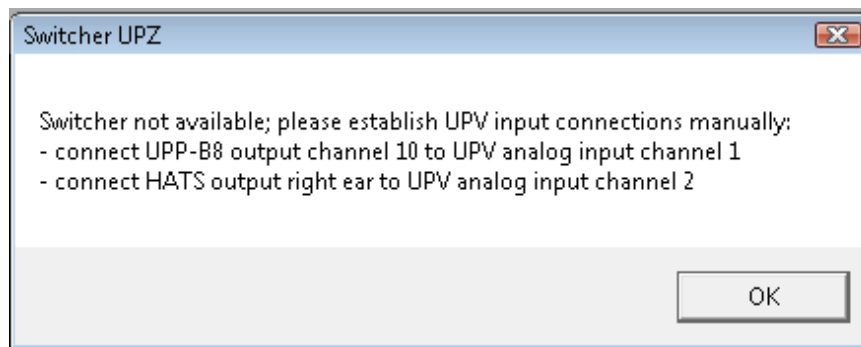 Switcher UPZ
Switcher not available; please establish UPV input connections manually:
- connect UPP-B8 output channel 10 to UPV analog input channel 1
- connect HATS output right ear to UPV analog input channel 2
OK